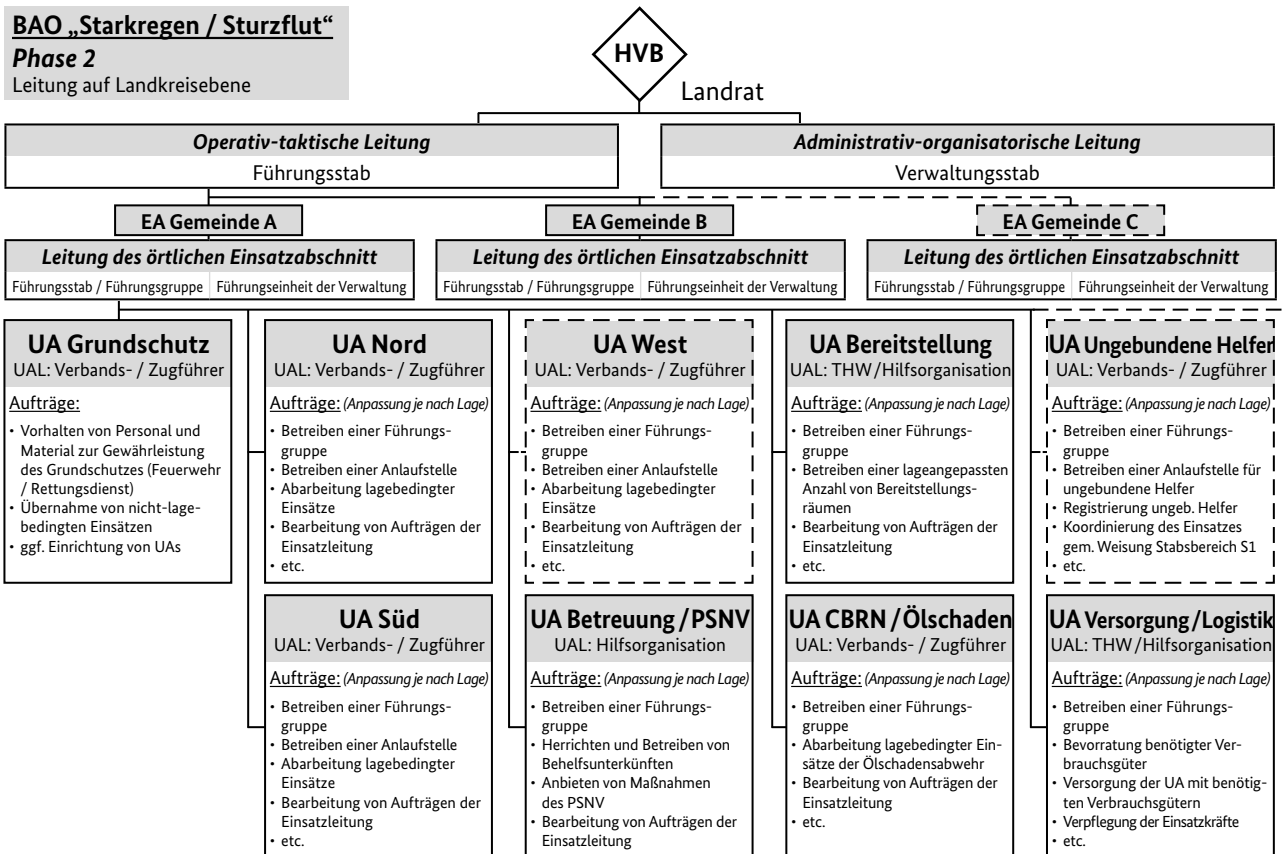 BAO „Starkregen / Sturzflut“
Phase 2
Leitung auf Landkreisebene
HVB
Landrat
Operativ-taktische Leitung
Führungsstab
Administrativ-organisatorische Leitung
Verwaltungsstab
EA Gemeinde A
Leitung des örtlichen Einsatzabschnitt
Führungsstab / Führungsgruppe
Führungseinheit der Verwaltung
EA Gemeinde B
Leitung des örtlichen Einsatzabschnitt
Führungsstab / Führungsgruppe
Führungseinheit der Verwaltung
EA Gemeinde C
Leitung des örtlichen Einsatzabschnitt
Führungsstab / Führungsgruppe
Führungseinheit der Verwaltung
UA Grundschutz
UAL: Verbands- / Zugführer
Aufträge:
• Vorhalten von Personal und
Material zur Gewährleistung
des Grundschutzes (Feuerwehr
/ Rettungsdienst)
• Übernahme von nicht-lage-
bedingten Einsätzen
• ggf. Einrichtung von UAs
UA Nord
UAL: Verbands- / Zugführer
Aufträge: (Anpassung je nach Lage)
• Betreiben einer Führungs-
gruppe
• Betreiben einer Anlaufstelle
• Abarbeitung lagebedingter
Einsätze
• Bearbeitung von Aufträgen der
Einsatzleitung
• etc.
UA West
UAL: Verbands- / Zugführer
Aufträge: (Anpassung je nach Lage)
• Betreiben einer Führungs-
gruppe
• Betreiben einer Anlaufstelle
• Abarbeitung lagebedingter
Einsätze
• Bearbeitung von Aufträgen der
Einsatzleitung
• etc.
UA Bereitstellung
UAL: THW/Hilfsorganisation
Aufträge: (Anpassung je nach Lage)
• Betreiben einer Führungs-
gruppe
• Betreiben einer lageangepassten
Anzahl von Bereitstellungs-
räumen
• Bearbeitung von Aufträgen der
Einsatzleitung
• etc.
UA Ungebundene Helfer
UAL: Verbands- / Zugführer
Aufträge: (Anpassung je nach Lage)
• Betreiben einer Führungs-
gruppe
• Betreiben einer Anlaufstelle für
ungebundene Helfer
• Registrierung ungeb. Helfer
• Koordinierung des Einsatzes
gem. Weisung Stabsbereich S1
• etc.
UA Süd
UAL: Verbands- / Zugführer
Aufträge: (Anpassung je nach Lage)
• Betreiben einer Führungs-
gruppe
• Betreiben einer Anlaufstelle
• Abarbeitung lagebedingter
Einsätze
• Bearbeitung von Aufträgen der
Einsatzleitung
• etc.
UA Betreuung/PSNV
UAL: Hilfsorganisation
Aufträge: (Anpassung je nach Lage)
• Betreiben einer Führungs-
gruppe
• Herrichten und Betreiben von
Behelfsunterkünften
• Anbieten von Maßnahmen
des PSNV
• Bearbeitung von Aufträgen der
Einsatzleitung
UA CBRN/Ölschaden
UAL: Verbands- / Zugführer
Aufträge: (Anpassung je nach Lage)
• Betreiben einer Führungs-
gruppe
• Abarbeitung lagebedingter Ein-
sätze der Ölschadensabwehr
• Bearbeitung von Aufträgen der
Einsatzleitung
• etc.
UA Versorgung/Logistik
UAL: THW/Hilfsorganisation
Aufträge: (Anpassung je nach Lage)
• Betreiben einer Führungs-
gruppe
• Bevorratung benötigter Ver-
brauchsgüter
• Versorgung der UA mit benötig-
ten Verbrauchsgütern
• Verpflegung der Einsatzkräfte
• etc.